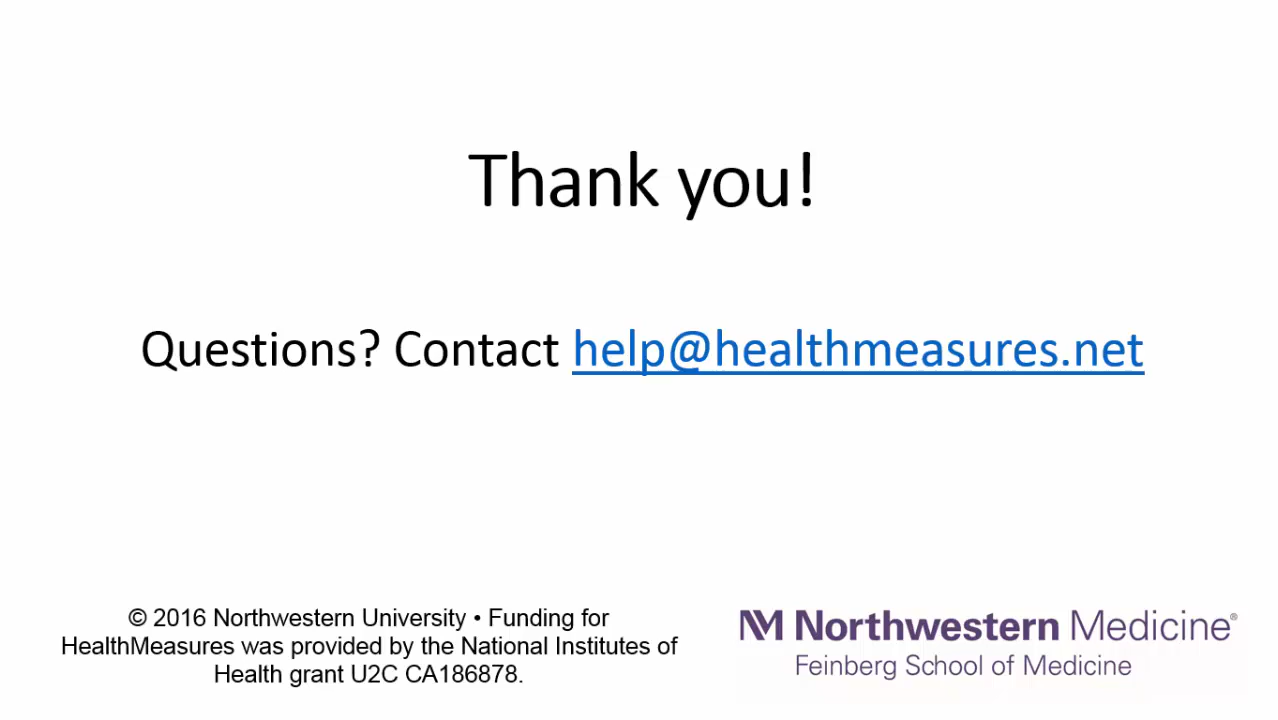 Thank you!
Questions? Contact help@healthmeasures.net
© 2016 Northwestern University • Funding for
HealthMeasures was provided by the National Institutes of
Health grant U2C CA186878.
NM Northwestern Medicine®
Feinberg School of Medicine